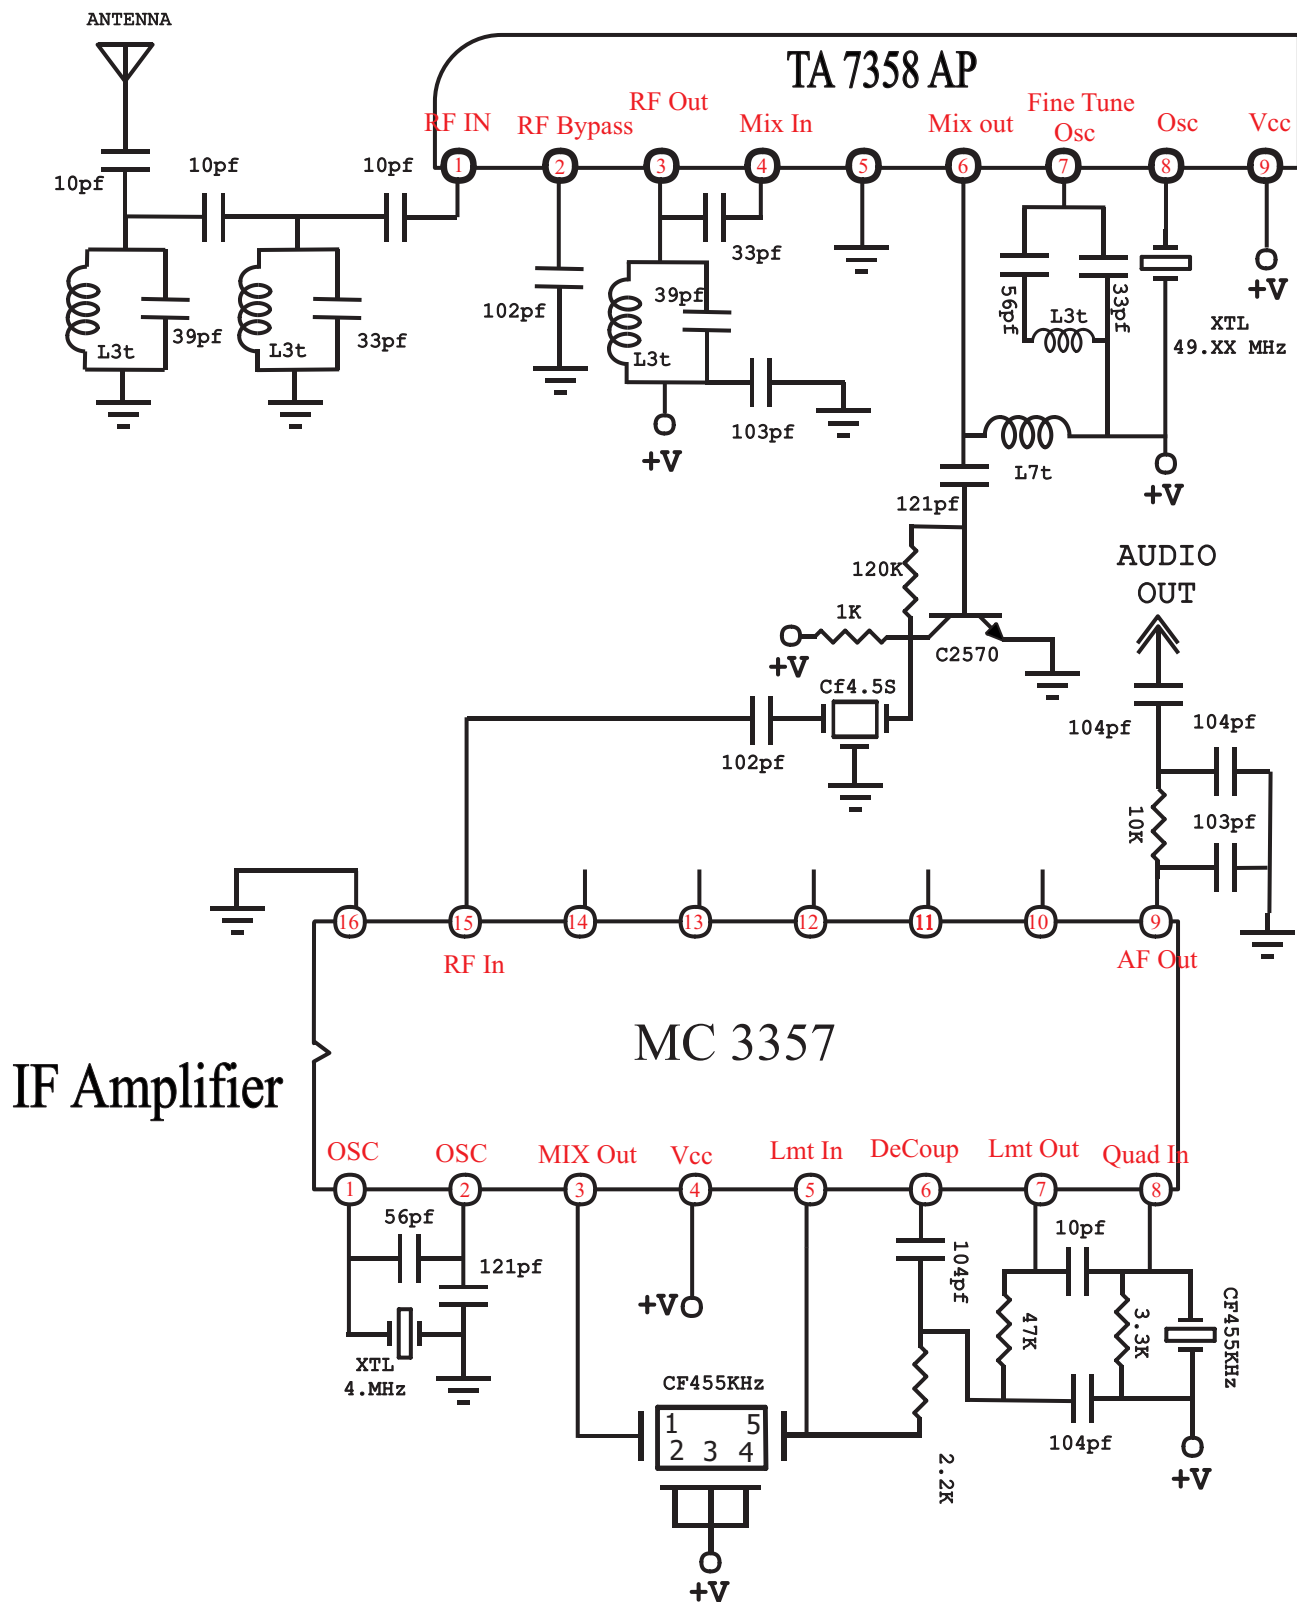 ANTENNA
TA 7358 AP
RF IN
RF Bypass
RF Out
Mix In
Mix out
Fine Tune
Osc
Osc
Vcc
1
2
3
4
5
6
7
8
9
10pf
10pf
10pf
33pf
39pf
L3t
33pf
L3t
102pf
39pf
L3t
103pf
+V
56pf
33pf
L3t
XTL
49.XX MHz
+V
L7t
+V
121pf
120K
1K
+V
C2570
Cf4.5S
102pf
AUDIO
OUT
104pf
104pf
10K
103pf
16
15
14
13
12
11
10
9
RF In
AF Out
MC 3357
IF Amplifier
OSC
OSC
MIX Out
Vcc
Lmt In
DeCoup
Lmt Out
Quad In
1
2
3
4
5
6
7
8
56pf
121pf
XTL
4.MHz
+V
104pf
10pf
47K
3.3K
CF455KHz
CF455KHz
1
5
2 3 4
2.2K
104pf
+V
+V